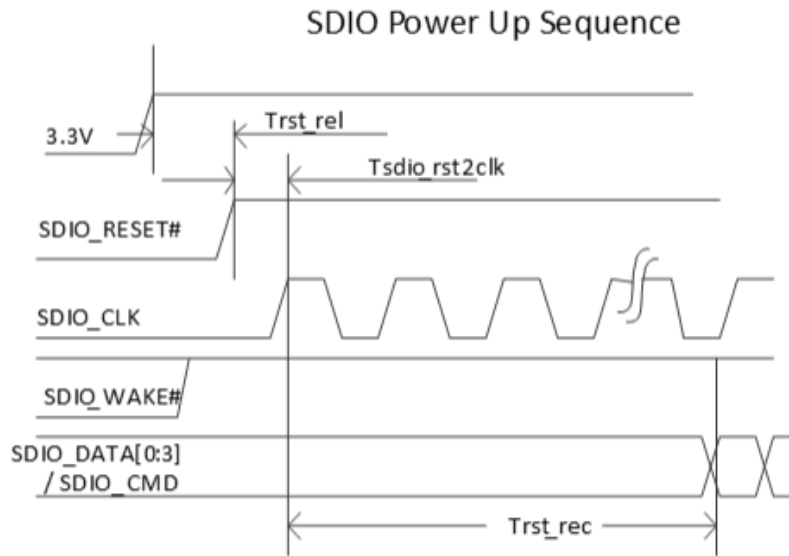 SDIO Power Up Sequence
3.3V
Trst_rel
Tsdio_rst2clk
SDIO_RESET#
SDIO_CLK
SDIO_WAKE#
SDIO_DATA[0:3]
/ SDIO_CMD
Trst_rec